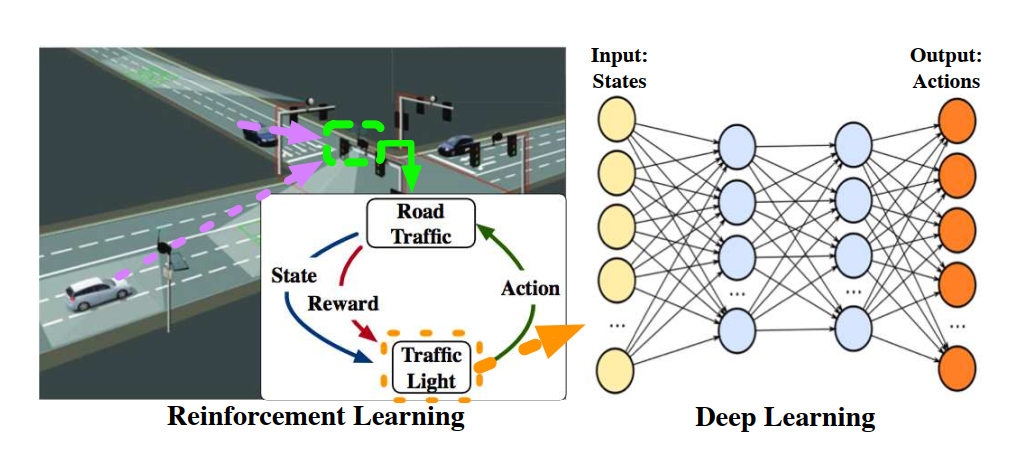 Input:
States
Output:
Actions
Road
Traffic
State
Reward
Action
Traffic
Light
...
...
...
...
Reinforcement Learning
Deep Learning